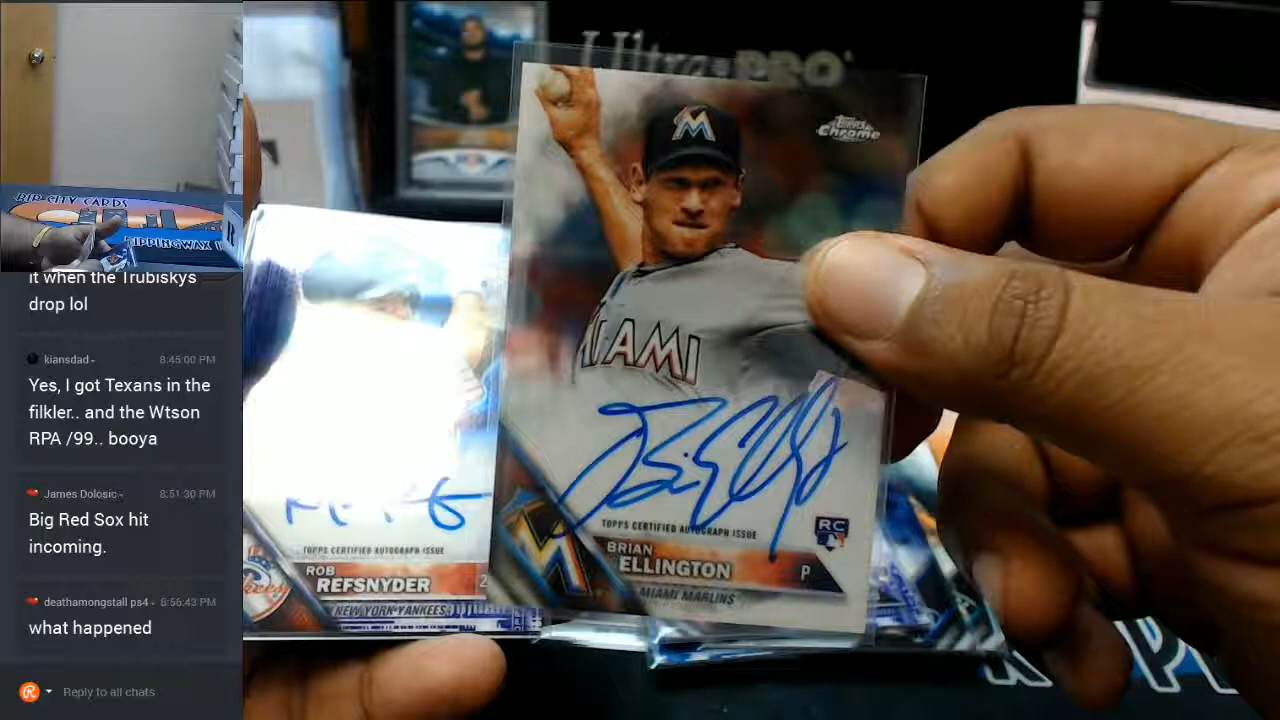 RIP CITY CARDS
it when the Trubiskys
drop lol
kiansdad -
8:45:00 PM
Yes, I got Texans in the
filkler.. and the Wtson
RPA /99.. booya
James Dolosic -
8:51:30 PM
Big Red Sox hit
incoming.
deathamongstall ps4 -
8:56:43 PM
what happened
Reply to all chats
Ultra PRO
Topps
Chrome
MIAMI
TOPPS CERTIFIED AUTOGRAPH ISSUE
RC
BRIAN
ELLINGTON
P
MIAMI MARLINS
TOPPS CERTIFIED AUTOGRAPH ISSUE
ROB
REFSNYDER
2
NEW YORK YANKEES